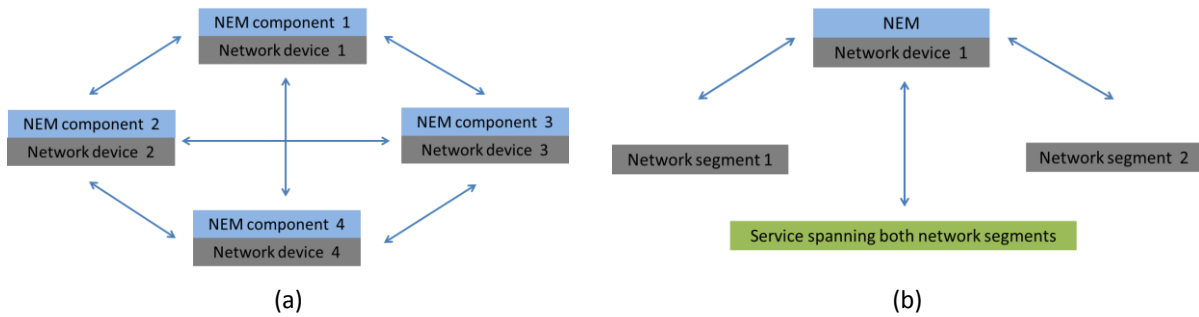 NEM component 1
Network device 1
NEM component 2
Network device 2
NEM component 3
Network device 3
NEM component 4
Network device 4
(a)
NEM
Network device 1
Network segment 1
Network segment 2
Service spanning both network segments
(b)